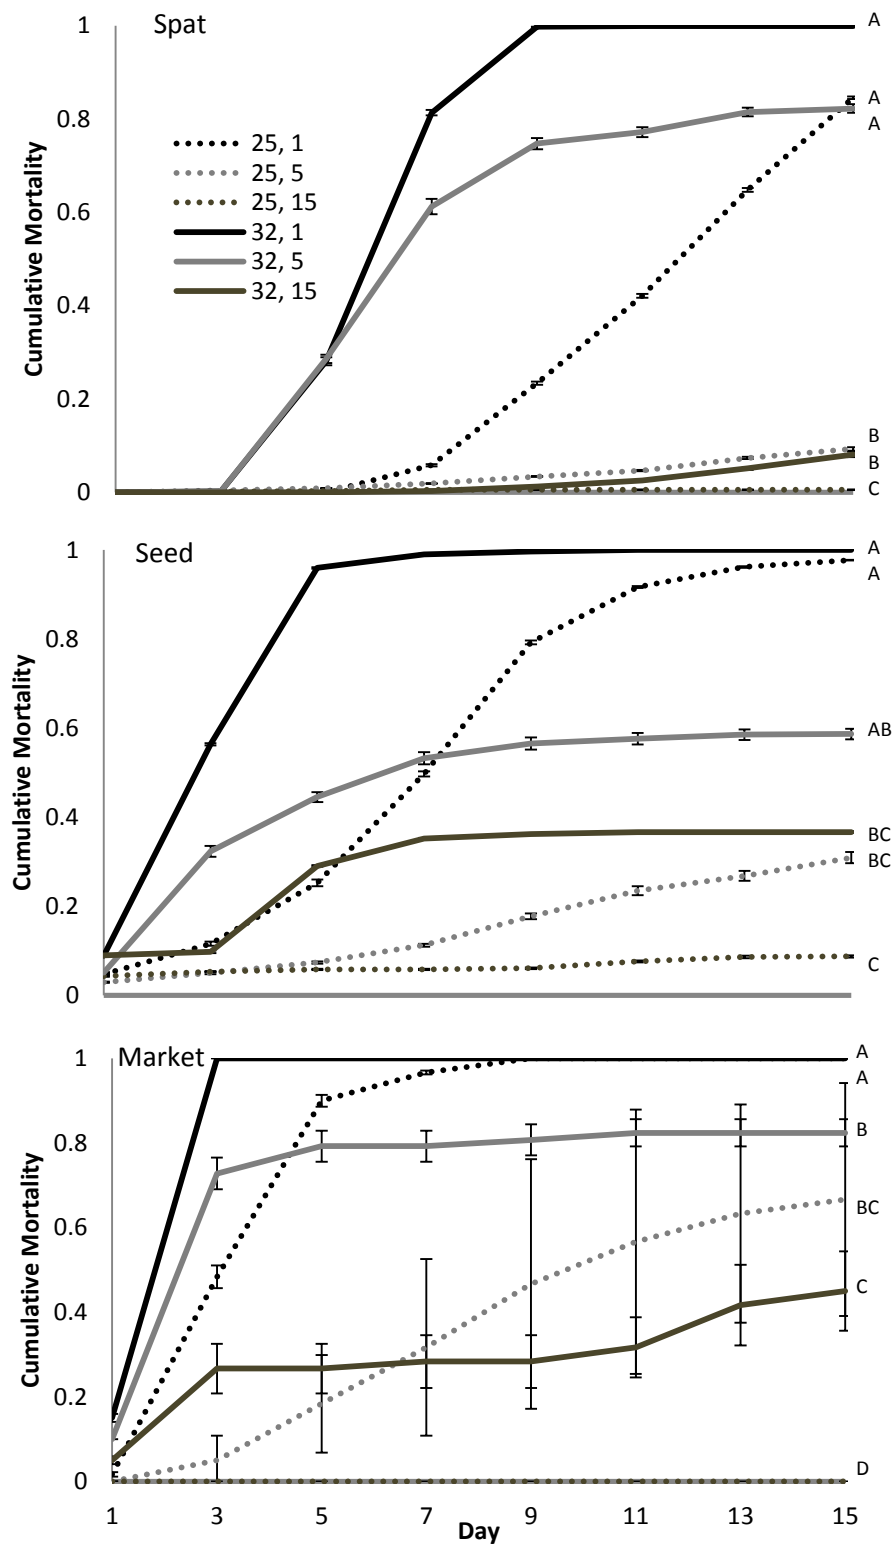 Spat
Cumulative Mortality
1
0.8
0.6
0.4
0.2
0
25, 1
25, 5
25, 15
32, 1
32, 5
32, 15
A
A
A
B
B
C
Seed
Cumulative Mortality
1
0.8
0.6
0.4
0.2
0
A
A
AB
BC
BC
C
Market
Cumulative Mortality
1
0.8
0.6
0.4
0.2
0
A
A
B
BC
C
D
1 3 5 7 9 11 13 15
Day